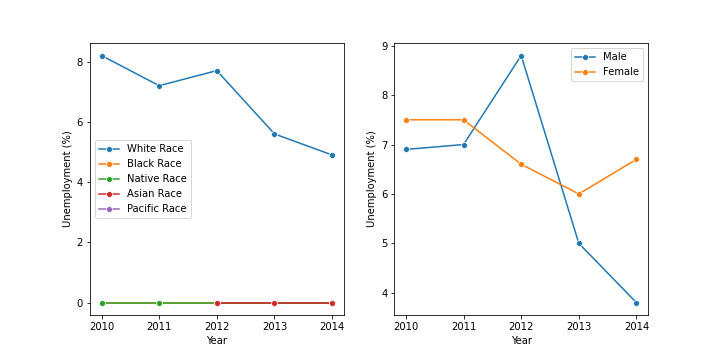 Unemployment (%)
8
6
4
2
0
White Race
Black Race
Native Race
Asian Race
Pacific Race
2010 2011 2012 2013 2014
Year
Unemployment (%)
9
8
7
6
5
4
Male
Female
2010 2011 2012 2013 2014
Year